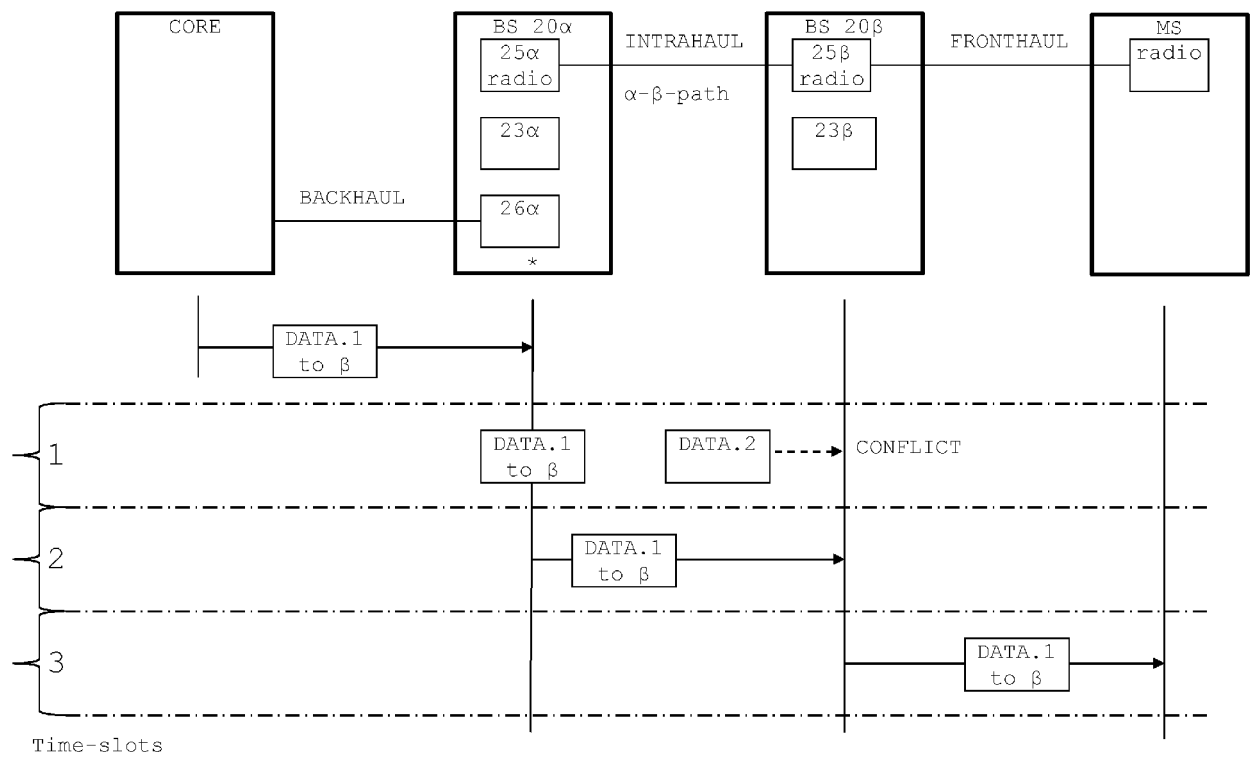 CORE
BS 20α
BS 20β
MS
25α
radio
INTRAHAUL
25β
radio
FRONTHAUL
radio
α-β-path
23α
23β
BACKHAUL
26α
*
DATA.1
to β
1
DATA.1
to β
DATA.2
CONFLICT
2
DATA.1
to β
3
DATA.1
to β
Time-slots